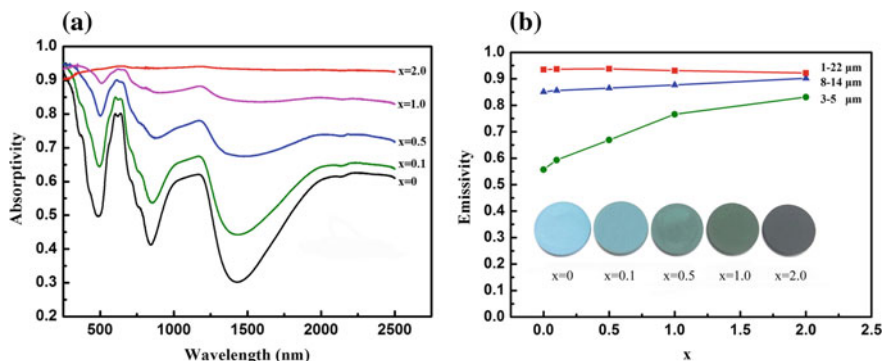 (a)
1.0
0.9
0.8
0.7
0.6
0.5
0.4
0.3
0.2
Absorptivity
500
1000
1500
2000
2500
Wavelength (nm)
x=2.0
x=1.0
x=0.5
x=0.1
x=0
(b)
1.0
0.9
0.8
0.7
0.6
0.5
0.4
0.3
0.2
0.1
0.0
Emissivity
1-22 μm
8-14 μm
3-5 μm
x=0
x=0.1
x=0.5
x=1.0
x=2.0
0.0
0.5
1.0
1.5
2.0
2.5
x